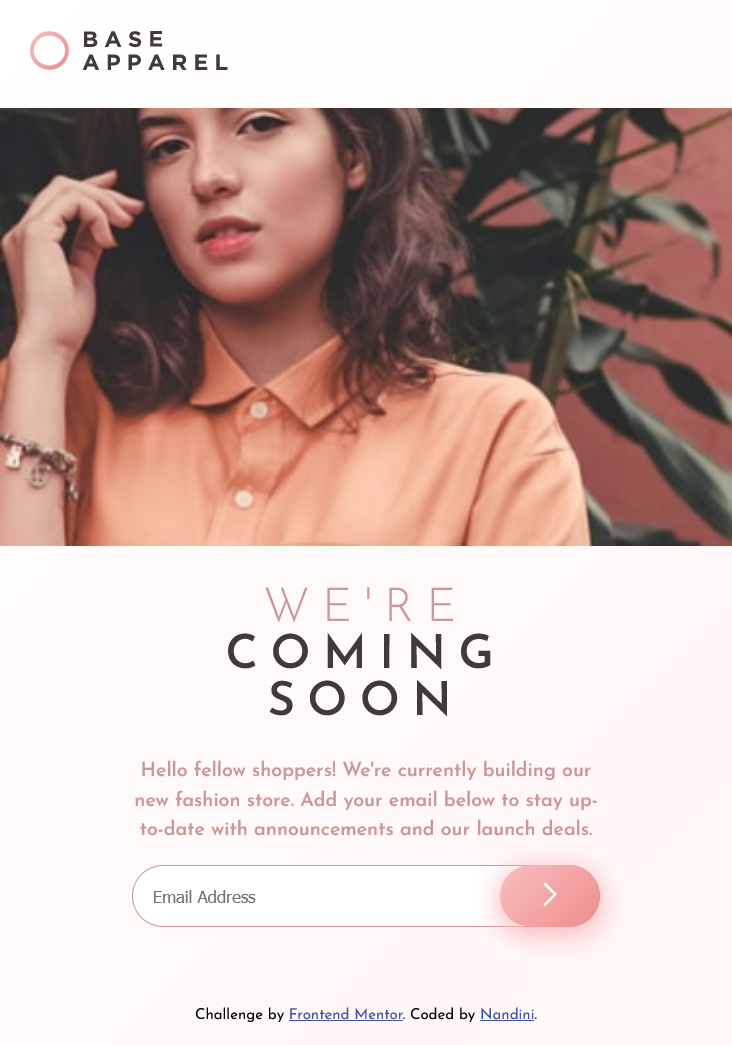 BASE
APPAREL
WE'RE
COMING
SOON
Hello fellow shoppers! We're currently building our
new fashion store. Add your email below to stay up-
to-date with announcements and our launch deals.
Email Address
Challenge by Frontend Mentor. Coded by Nandini.